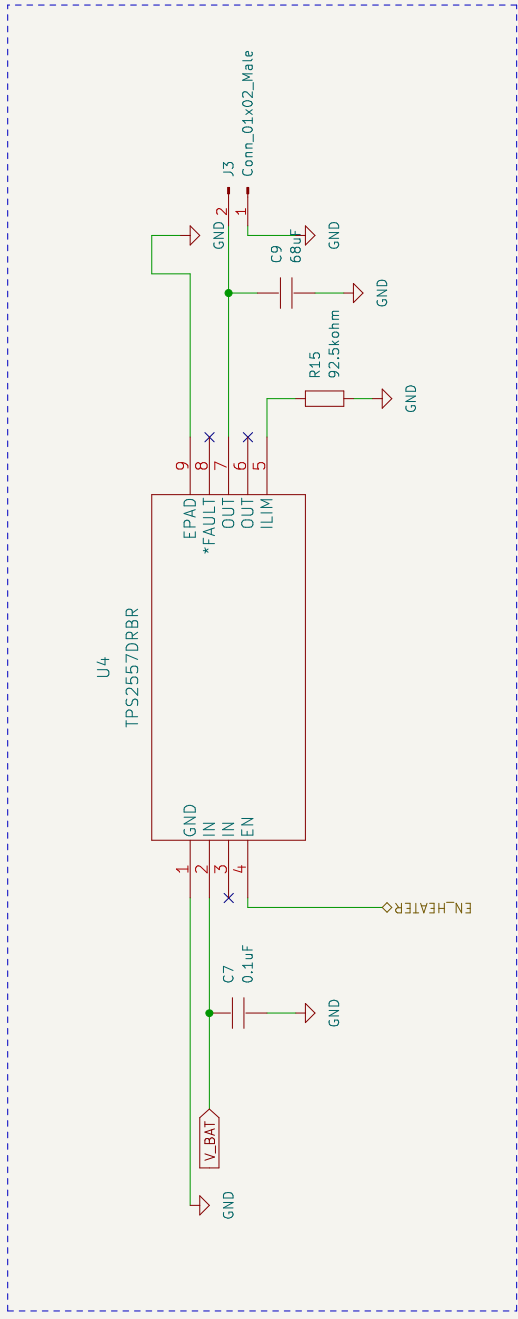 J3
Conn_01x02_Male
2
1
GND
GND
C9
68uF
GND
R15
92.5kohm
GND
9
8
7
6
5
EPAD
*FAULT
OUT
OUT
ILIM
U4
TPS2557DRBR
GND
IN
IN
EN
1
2
3
4
EN_HEATER
C7
0.1uF
GND
V_BAT
GND